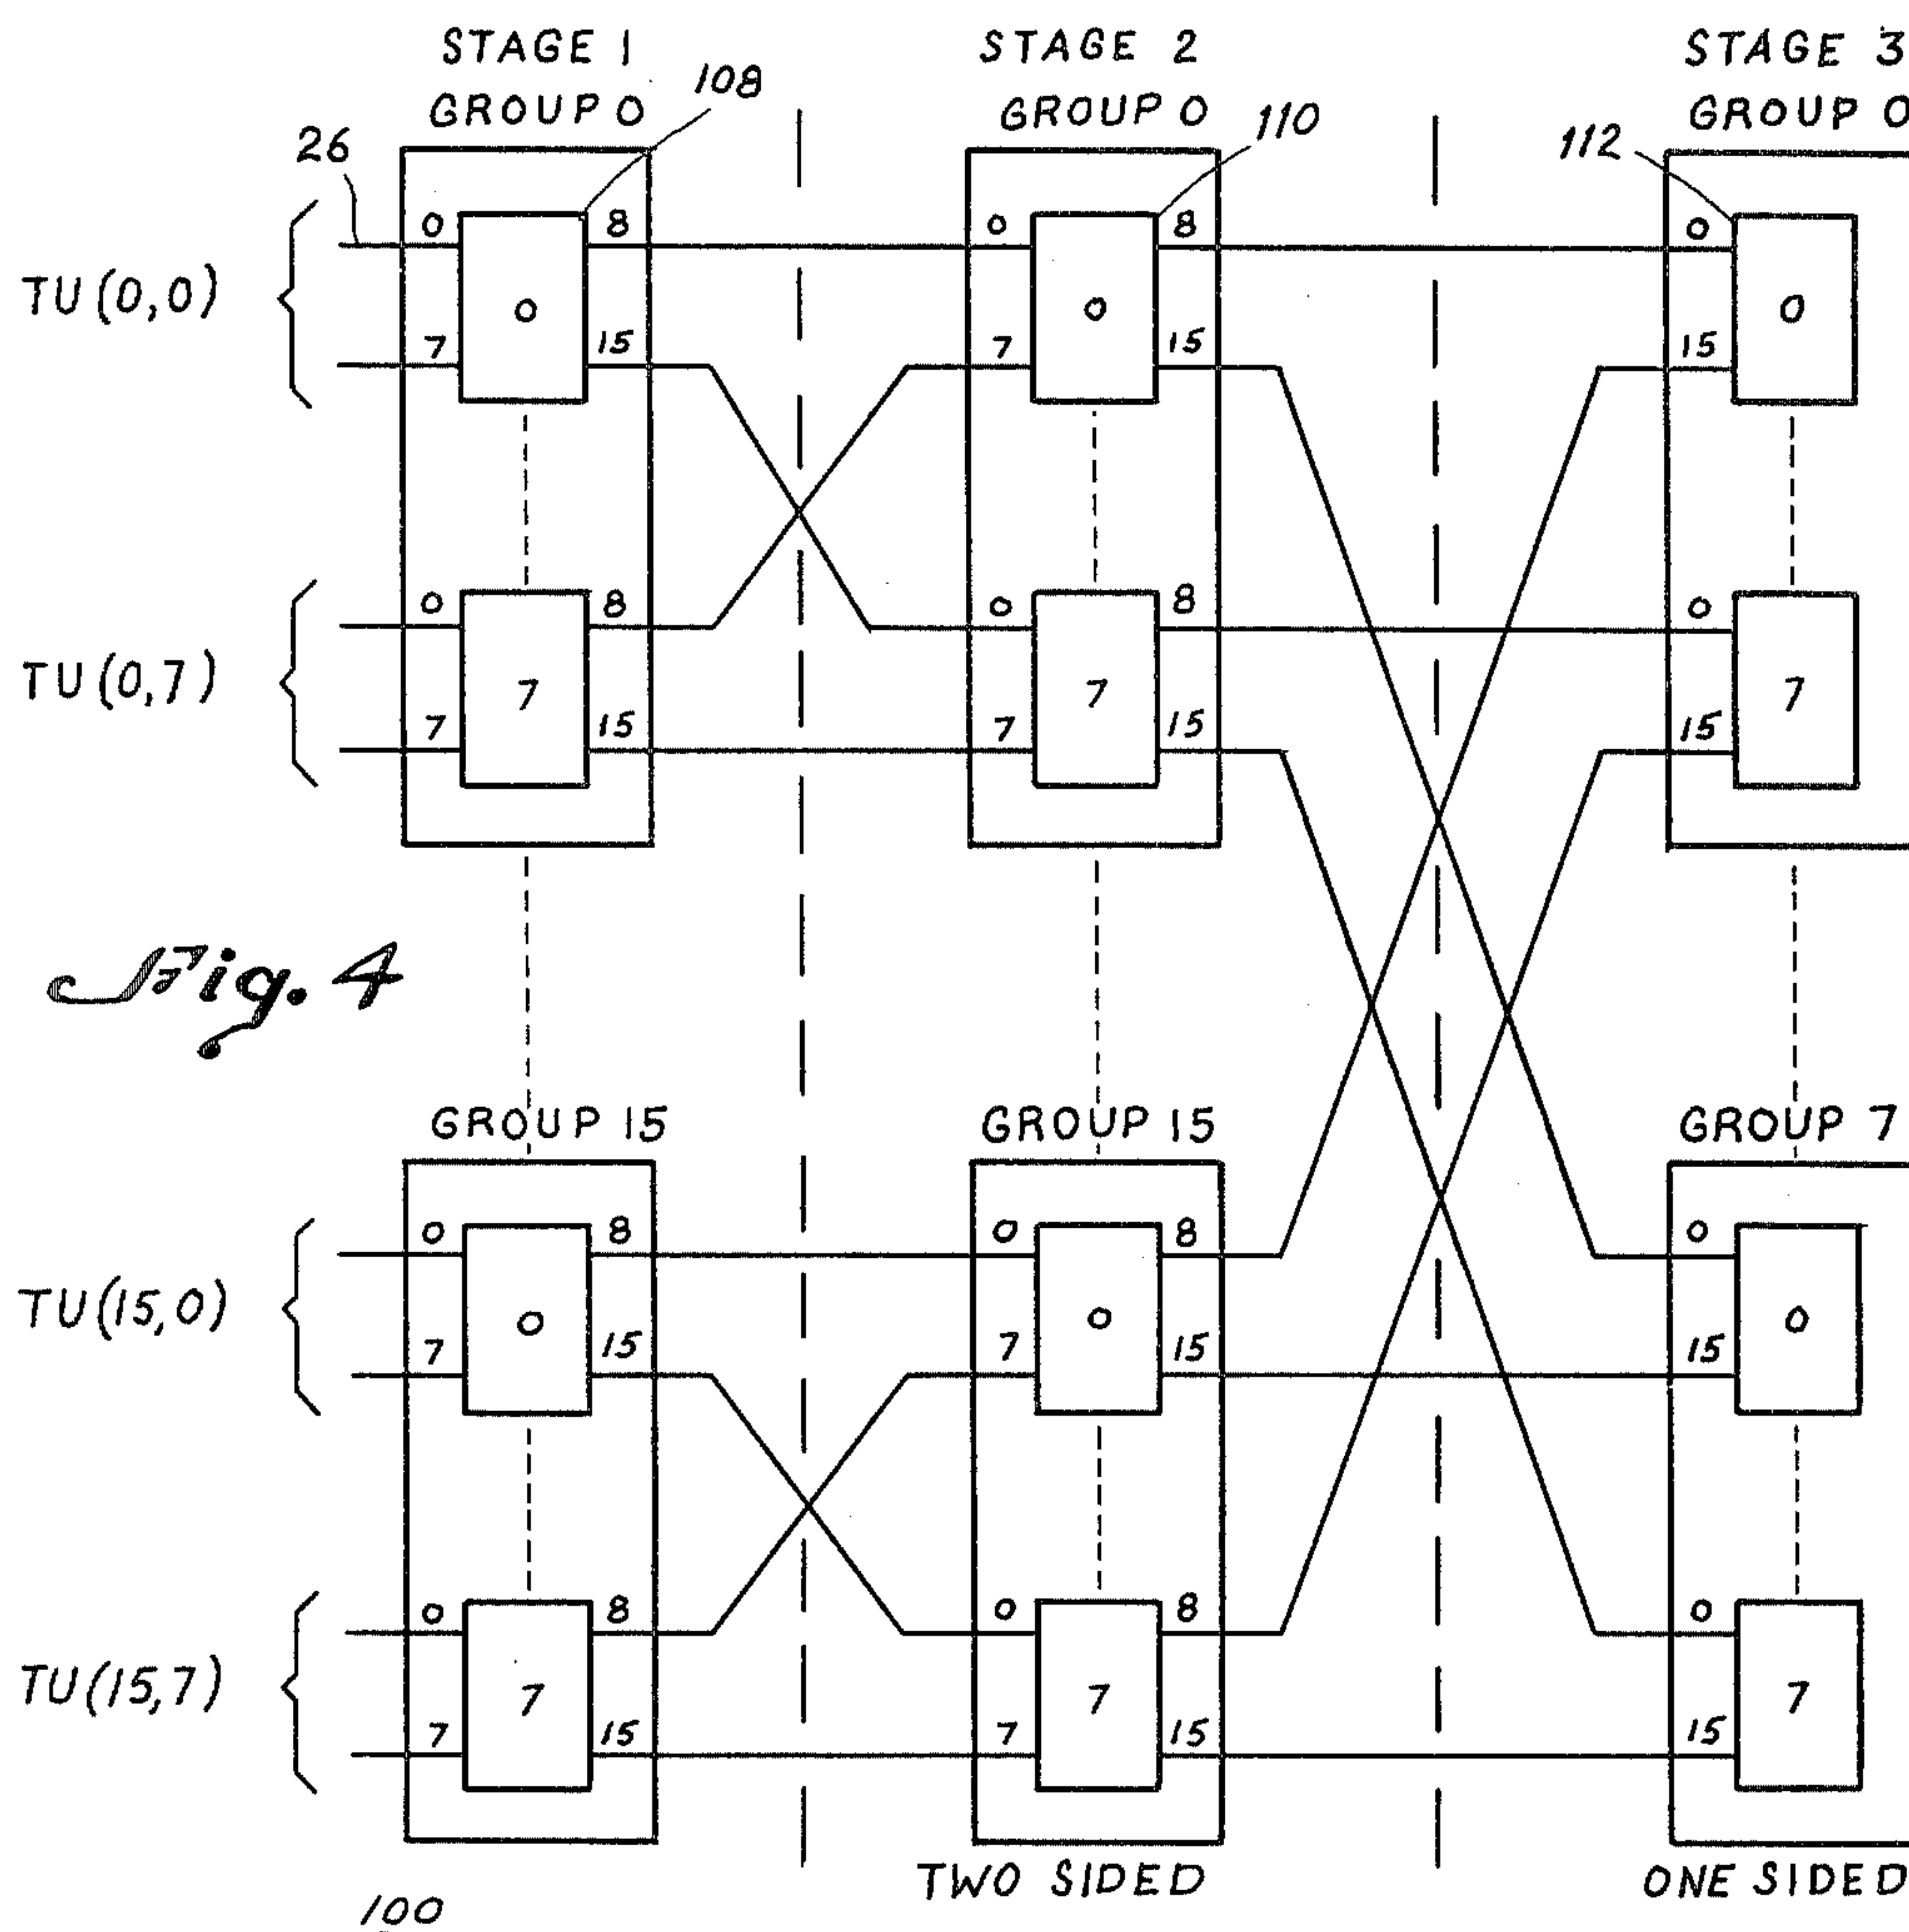 STAGE 1 STAGE 2 STAGE 3
GROUP 0 108 GROUP 0 110 GROUP 0
26 112
0 8 0 8 0
TU(0,0) 0 0 0
7 15 7 15 15
0 8 0 8 0
TU(0,7) 7 7 7
7 15 7 15 15
Fig. 4
GROUP 15 GROUP 15 GROUP 7
0 8 0 8 0
TU(15,0) 0 0 0
7 15 7 15 15
0 8 0 8 0
TU(15,7) 7 7 7
7 15 7 15 15
TWO SIDED ONE SIDED
100